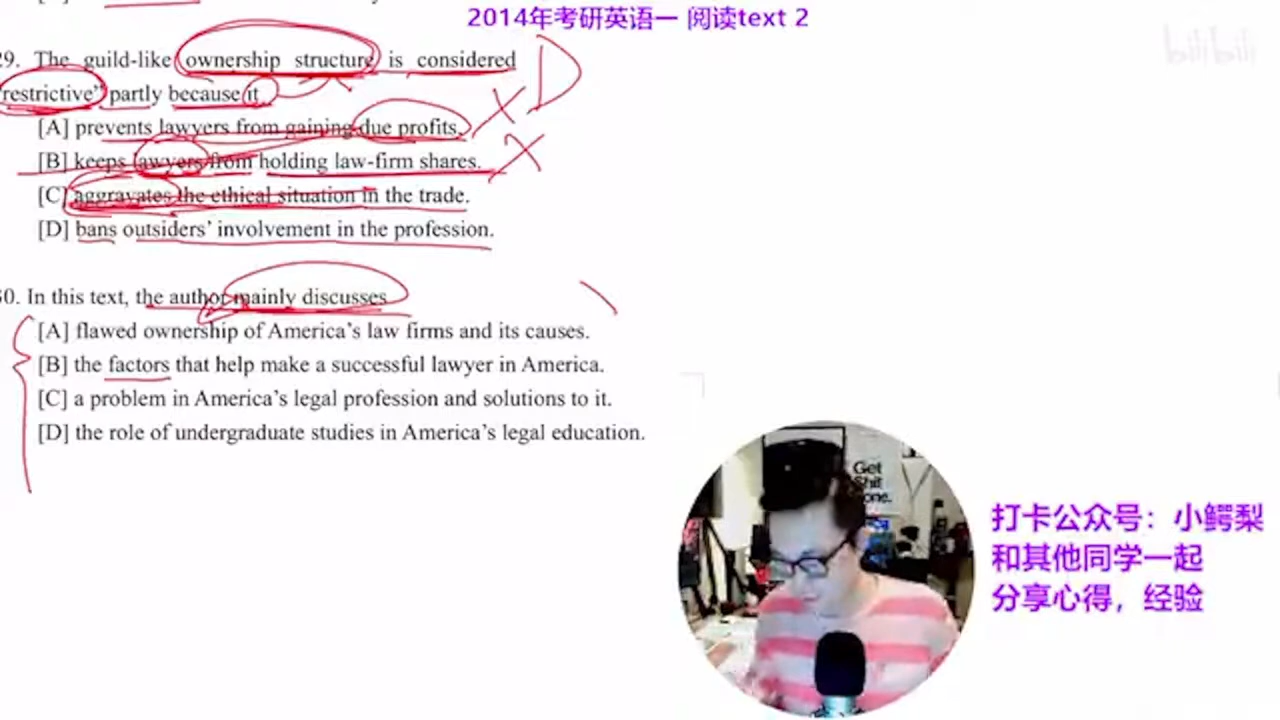 2014年考研英语一 阅读text 2
bilibili
29. The guild-like ownership structure is considered
"restrictive" partly because it
[A] prevents lawyers from gaining due profits.
[B] keeps lawyers from holding law-firm shares.
[C] aggravates the ethical situation in the trade.
[D] bans outsiders' involvement in the profession.
D
30. In this text, the author mainly discusses
[A] flawed ownership of America's law firms and its causes.
[B] the factors that help make a successful lawyer in America.
[C] a problem in America's legal profession and solutions to it.
[D] the role of undergraduate studies in America's legal education.
Get
Shit
Done.
打卡公众号：小鳄梨
和其他同学一起
分享心得，经验